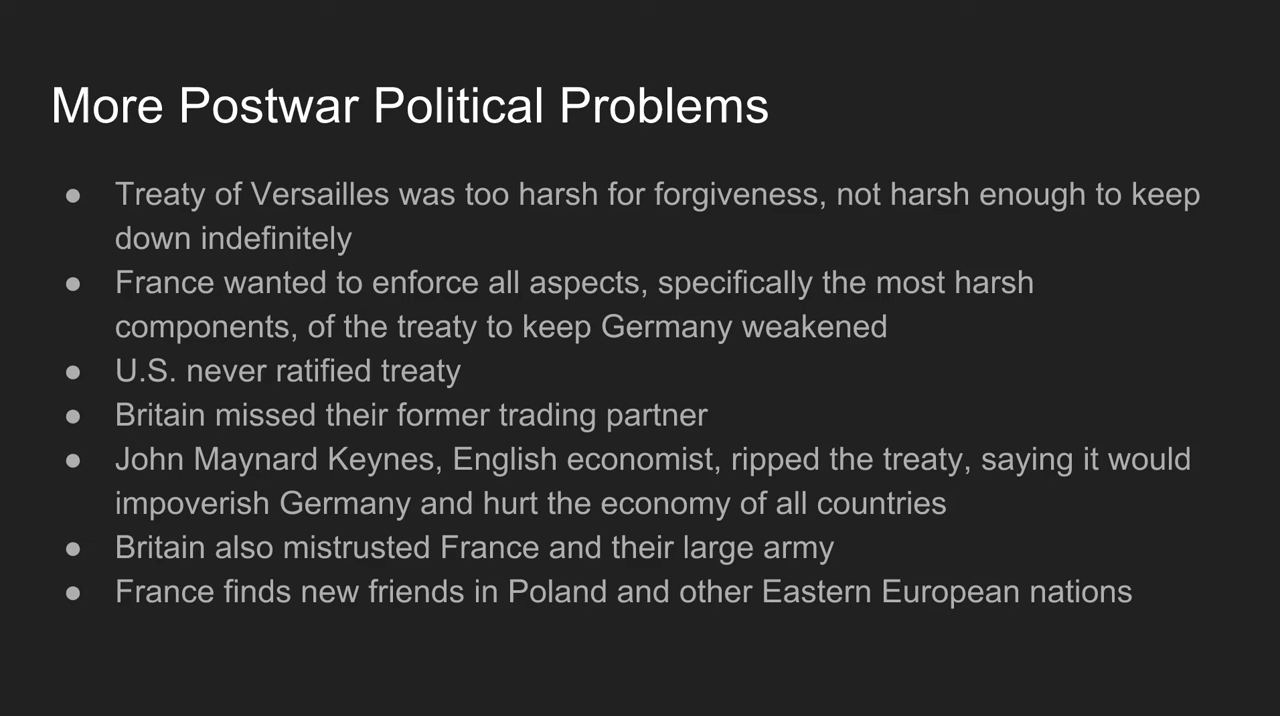 More Postwar Political Problems
● Treaty of Versailles was too harsh for forgiveness, not harsh enough to keep
down indefinitely
● France wanted to enforce all aspects, specifically the most harsh
components, of the treaty to keep Germany weakened
● U.S. never ratified treaty
● Britain missed their former trading partner
● John Maynard Keynes, English economist, ripped the treaty, saying it would
impoverish Germany and hurt the economy of all countries
● Britain also mistrusted France and their large army
● France finds new friends in Poland and other Eastern European nations